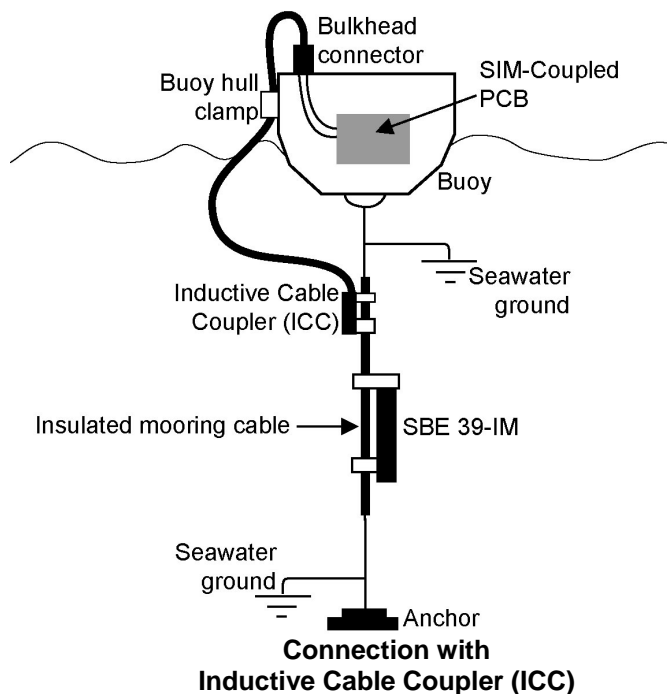 Bulkhead
connector
SIM-Coupled
PCB
Buoy hull
clamp
Buoy
Seawater
ground
Inductive Cable
Coupler (ICC)
Insulated mooring cable
SBE 39-IM
Seawater
ground
Anchor
Connection with
Inductive Cable Coupler (ICC)